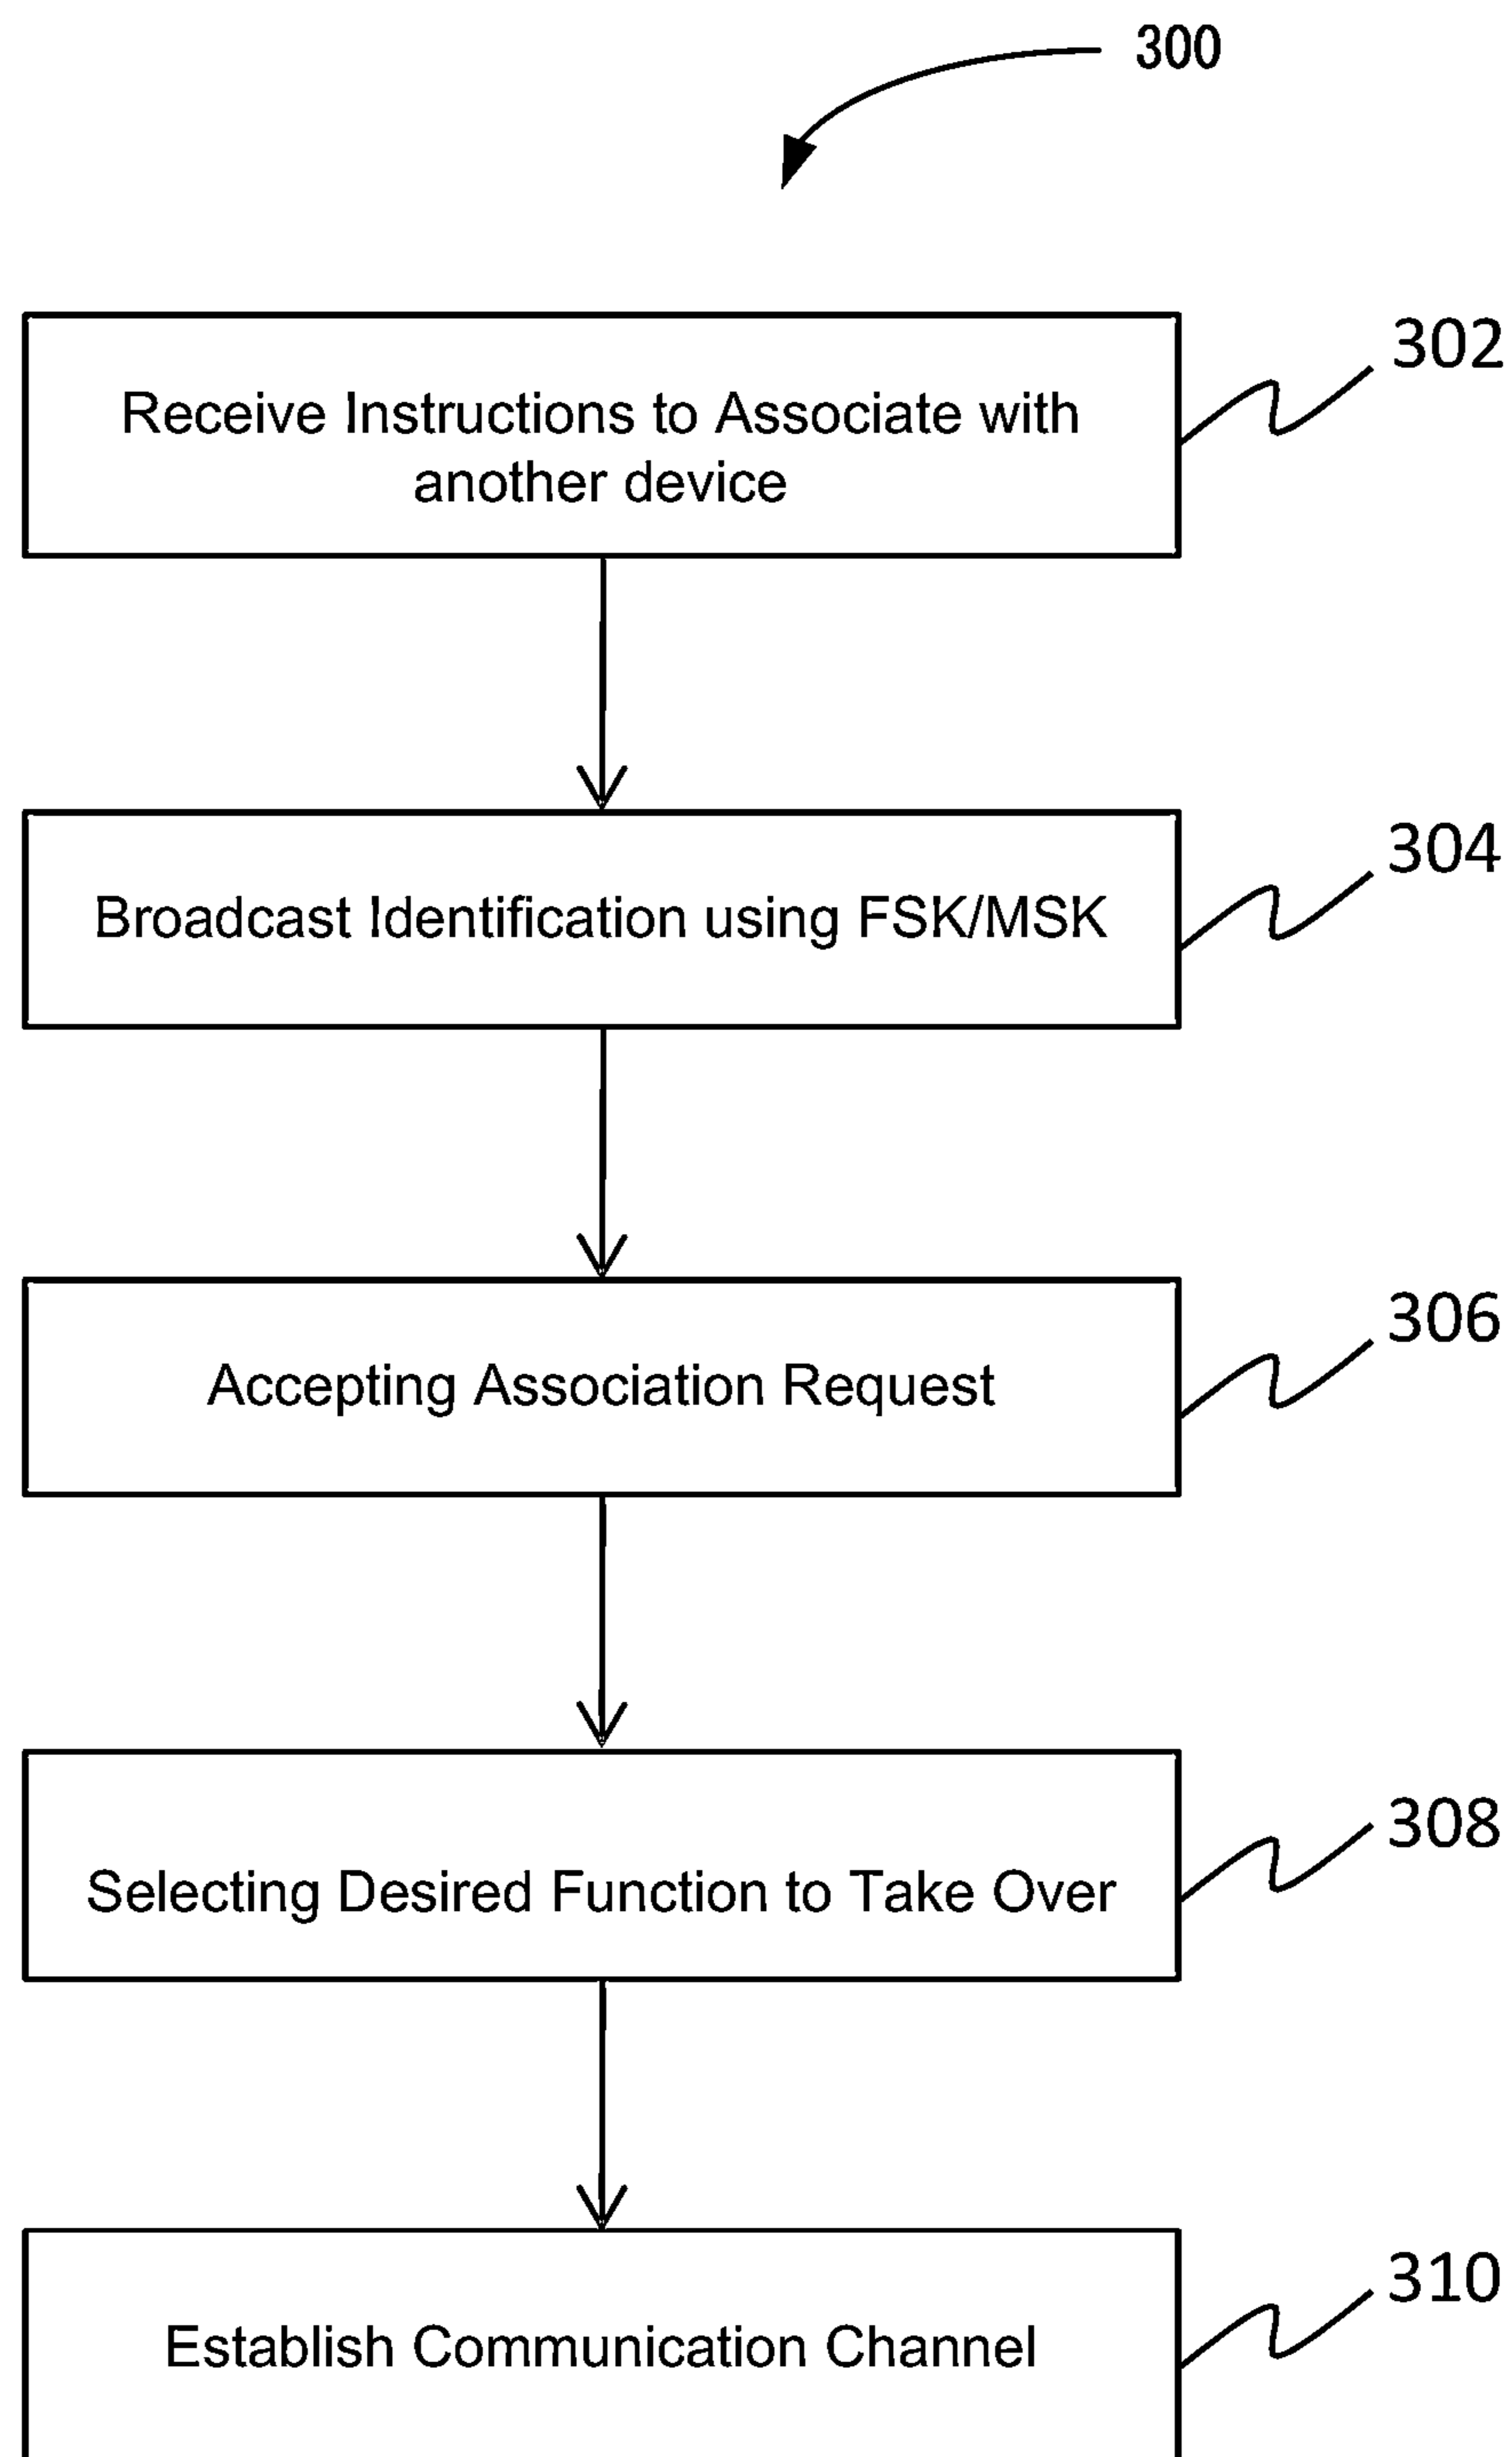 300
302
Receive Instructions to Associate with
another device
304
Broadcast Identification using FSK/MSK
306
Accepting Association Request
308
Selecting Desired Function to Take Over
310
Establish Communication Channel